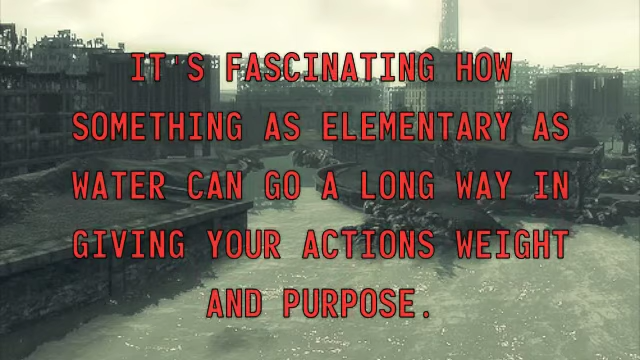 IT'S FASCINATING HOW
SOMETHING AS ELEMENTARY AS
WATER CAN GO A LONG WAY IN
GIVING YOUR ACTIONS WEIGHT
AND PURPOSE.